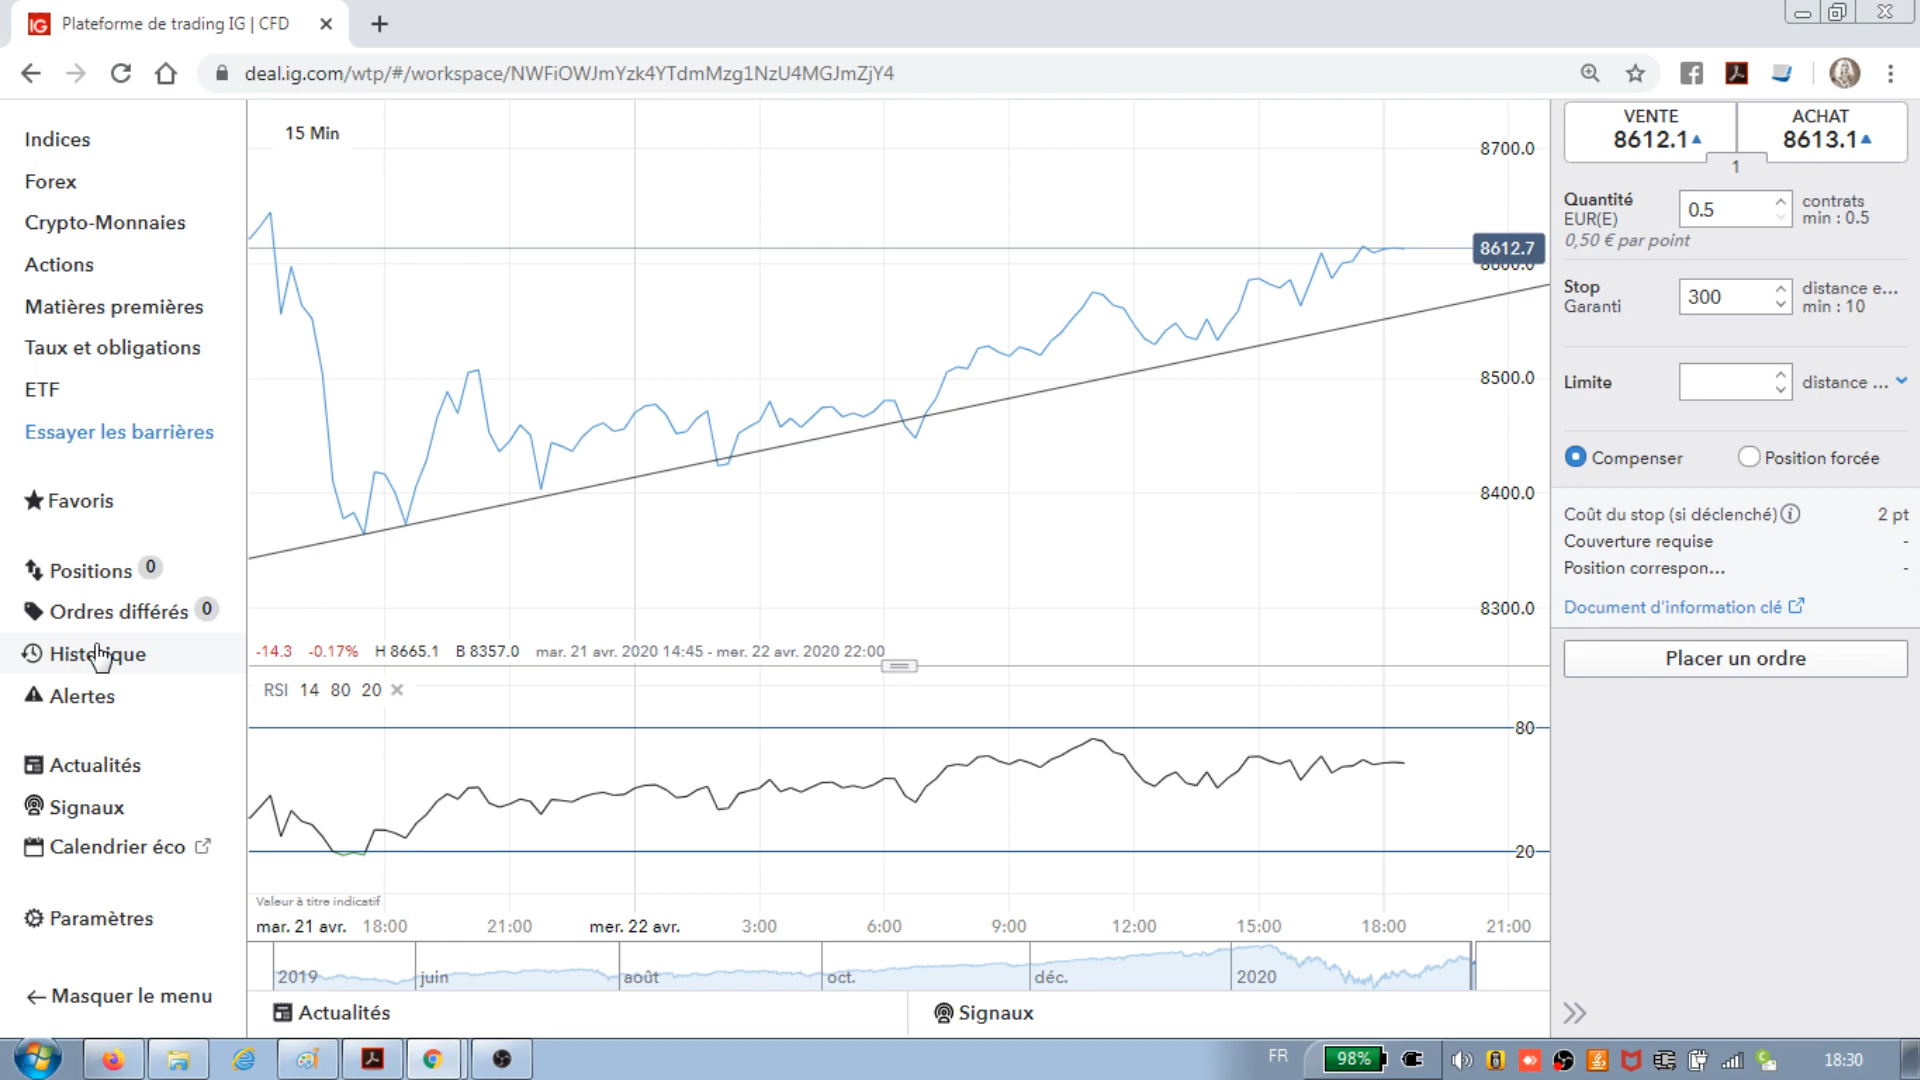 Plateforme de trading IG | CFD
deal.ig.com/wtp/#/workspace/NWFiOWJmYzk4YTdmMzg1NzU4MGJmZjY4
Indices
Forex
Crypto-Monnaies
Actions
Matières premières
Taux et obligations
ETF
Essayer les barrières
Favoris
Positions 0
Ordres différés 0
Historique
Alertes
Actualités
Signaux
Calendrier éco
Paramètres
Masquer le menu
15 Min
8700.0
8612.7
8600.0
8500.0
8400.0
8300.0
-14.3 -0.17% H 8665.1 B 8357.0 mar. 21 avr. 2020 14:45 - mer. 22 avr. 2020 22:00
RSI 14 80 20
80
20
Valeur à titre indicatif
mar. 21 avr. 18:00 21:00 mer. 22 avr. 3:00 6:00 9:00 12:00 15:00 18:00 21:00
2019 juin août oct. déc. 2020
Actualités
Signaux
VENTE
8612.1
ACHAT
8613.1
1
Quantité
EUR(E)
0.5
contrats
min : 0.5
0,50 € par point
Stop
Garanti
300
distance e...
min : 10
Limite
distance ...
Compenser
Position forcée
Coût du stop (si déclenché) 2 pt
Couverture requise -
Position correspon... -
Document d'information clé
Placer un ordre
FR
98%
18:30